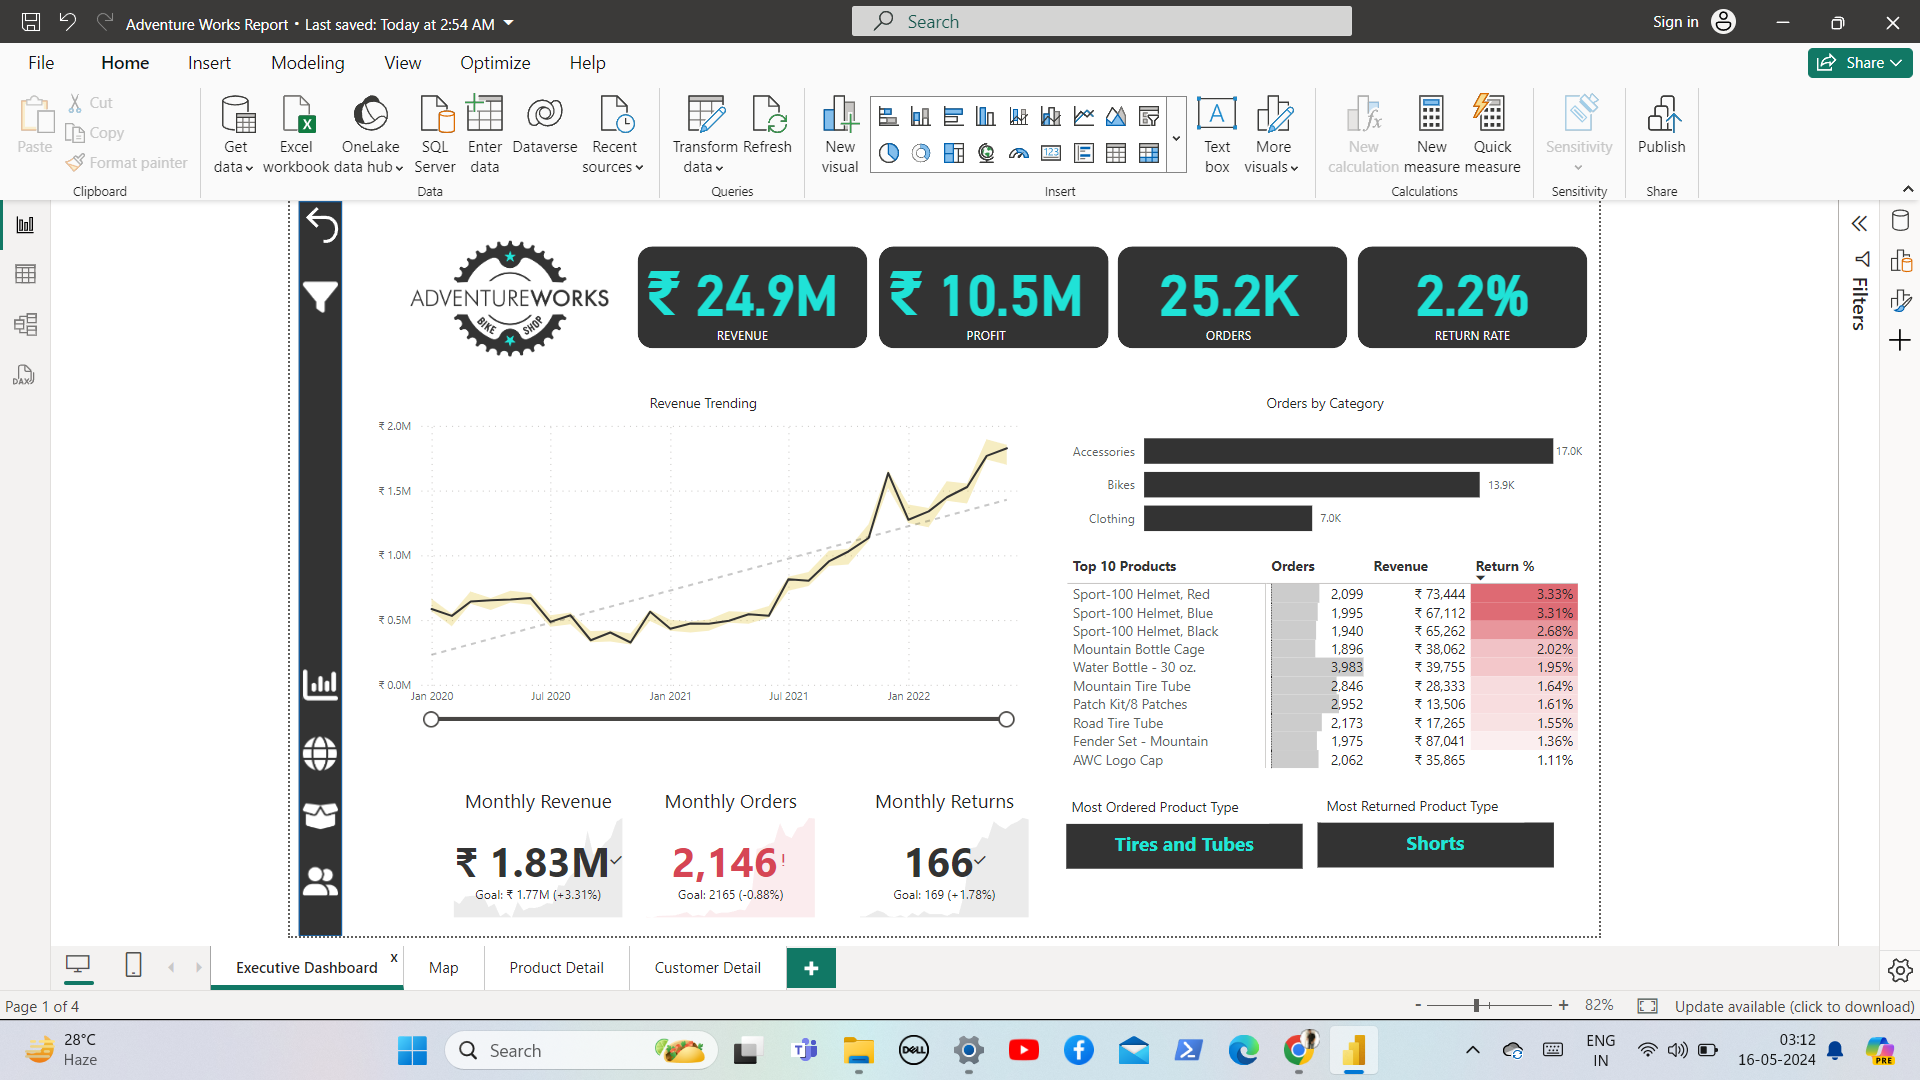 Adventure Works Report • Last saved: Today at 2:54 AM
Search
Sign in
File
Home
Insert
Modeling
View
Optimize
Help
Share
Paste
Cut
Copy
Format painter
Clipboard
Get data
Excel workbook
OneLake data hub
SQL Server
Enter data
Dataverse
Recent sources
Data
Transform data
Refresh
Queries
New visual
Text box
More visuals
Insert
New calculation
New measure
Quick measure
Calculations
Sensitivity
Sensitivity
Publish
Share
DAX
Filters
ADVENTUREWORKS
BIKE SHOP
₹ 24.9M
REVENUE
₹ 10.5M
PROFIT
25.2K
ORDERS
2.2%
RETURN RATE
Revenue Trending
₹ 2.0M
₹ 1.5M
₹ 1.0M
₹ 0.5M
₹ 0.0M
Jan 2020
Jul 2020
Jan 2021
Jul 2021
Jan 2022
Orders by Category
Accessories 17.0K
Bikes 13.9K
Clothing 7.0K
Top 10 Products Orders Revenue Return %
Sport-100 Helmet, Red 2,099 ₹ 73,444 3.33%
Sport-100 Helmet, Blue 1,995 ₹ 67,112 3.31%
Sport-100 Helmet, Black 1,940 ₹ 65,262 2.68%
Mountain Bottle Cage 1,896 ₹ 38,062 2.02%
Water Bottle - 30 oz. 3,983 ₹ 39,755 1.95%
Mountain Tire Tube 2,846 ₹ 28,333 1.64%
Patch Kit/8 Patches 2,952 ₹ 13,506 1.61%
Road Tire Tube 2,173 ₹ 17,265 1.55%
Fender Set - Mountain 1,975 ₹ 87,041 1.36%
AWC Logo Cap 2,062 ₹ 35,865 1.11%
Monthly Revenue
₹ 1.83M
Goal: ₹ 1.77M (+3.31%)
Monthly Orders
2,146!
Goal: 2165 (-0.88%)
Monthly Returns
166
Goal: 169 (+1.78%)
Most Ordered Product Type
Tires and Tubes
Most Returned Product Type
Shorts
Executive Dashboard x
Map
Product Detail
Customer Detail
+
Page 1 of 4
- + 82%
Update available (click to download)
28°C
Haze
Search
DELL
ENG
IN
03:12
16-05-2024
PRE